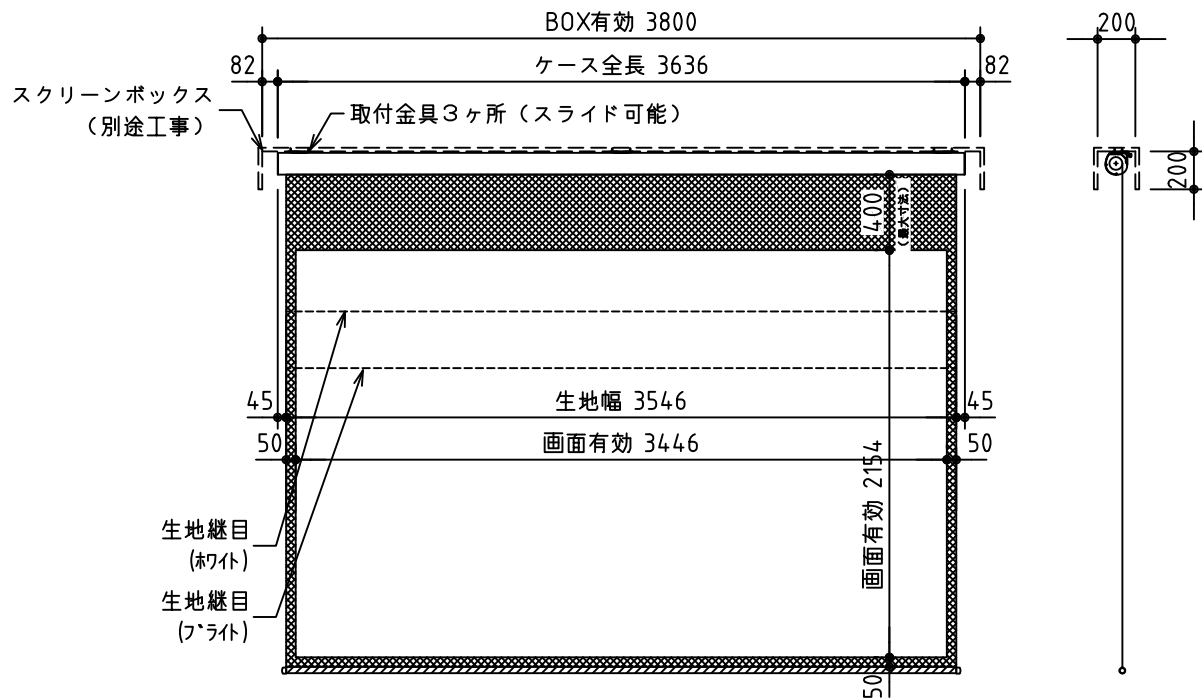 BOX有効 3800
200
82
ケース全長 3636
82
スクリーンボックス
（別途工事）
取付金具3ヶ所（スライド可能）
200
400
（最大寸法）
45
生地幅 3546
45
50
画面有効 3446
50
画面有効 2154
生地継目
(ホワイト)
生地継目
(ブライト)
50